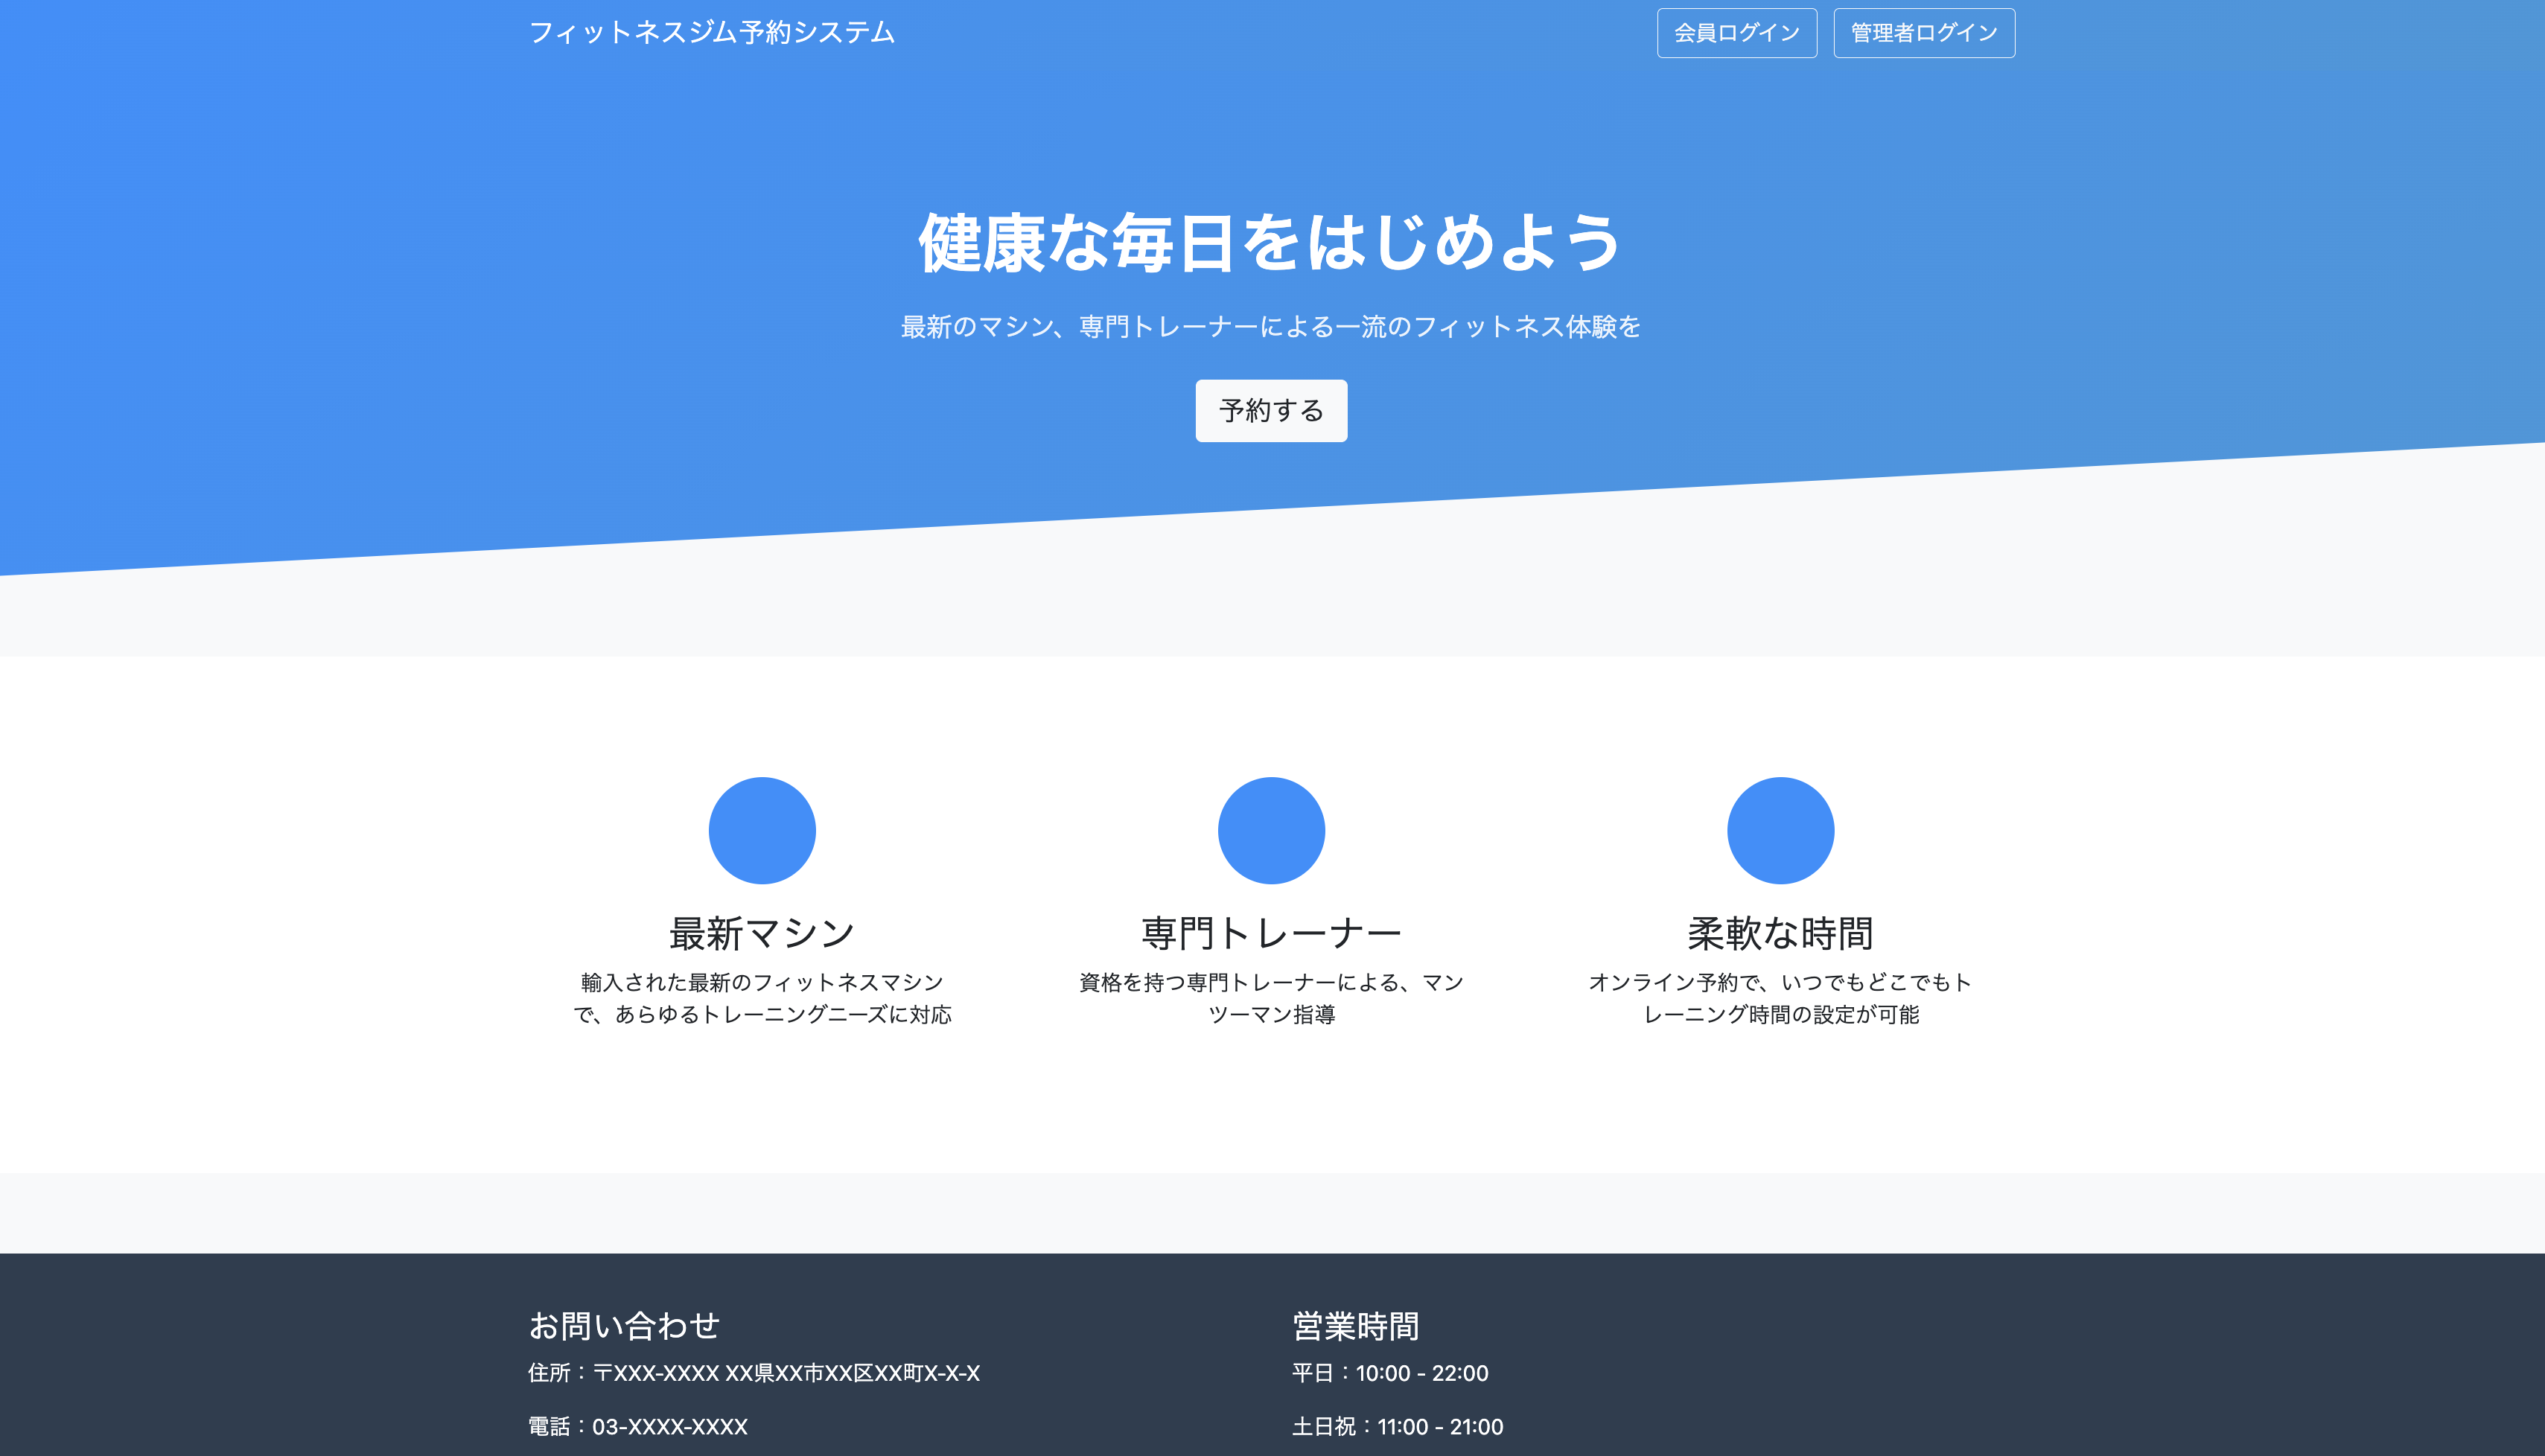 フィットネスジム予約システム
会員ログイン
管理者ログイン
健康な毎日をはじめよう
最新のマシン、専門トレーナーによる一流のフィットネス体験を
予約する
最新マシン
輸入された最新のフィットネスマシン
で、あらゆるトレーニングニーズに対応
専門トレーナー
資格を持つ専門トレーナーによる、マン
ツーマン指導
柔軟な時間
オンライン予約で、いつでもどこでもト
レーニング時間の設定が可能
お問い合わせ
住所：〒XXX-XXXX XX県XX市XX区XX町X-X-X
電話：03-XXXX-XXXX
営業時間
平日：10:00 - 22:00
土日祝：11:00 - 21:00